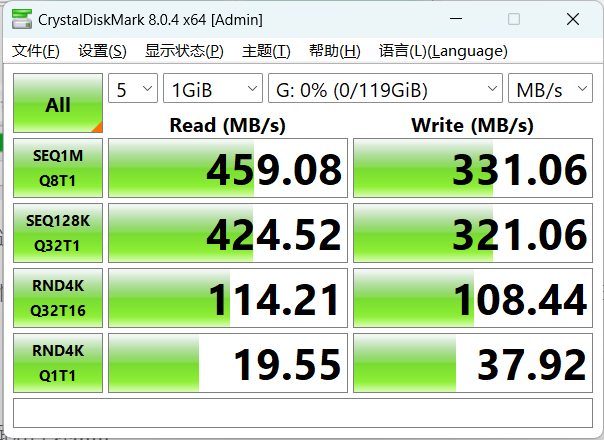 CrystalDiskMark 8.0.4 x64 [Admin]
文件(F) 设置(S) 显示状态(P) 主题(T) 帮助(H) 语言(L)(Language)
All 5 1GiB G: 0% (0/119GiB) MB/s
Read (MB/s) Write (MB/s)
SEQ1M
Q8T1 459.08 331.06
SEQ128K
Q32T1 424.52 321.06
RND4K
Q32T16 114.21 108.44
RND4K
Q1T1 19.55 37.92